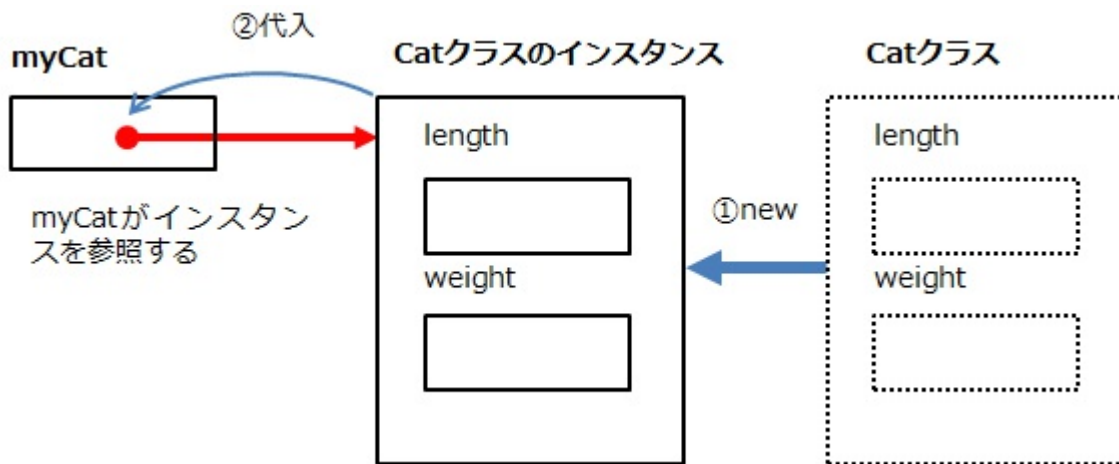 ②代入
myCat
Catクラスのインスタンス
Catクラス
length
length
myCatがインスタン
スを参照する
①new
weight
weight